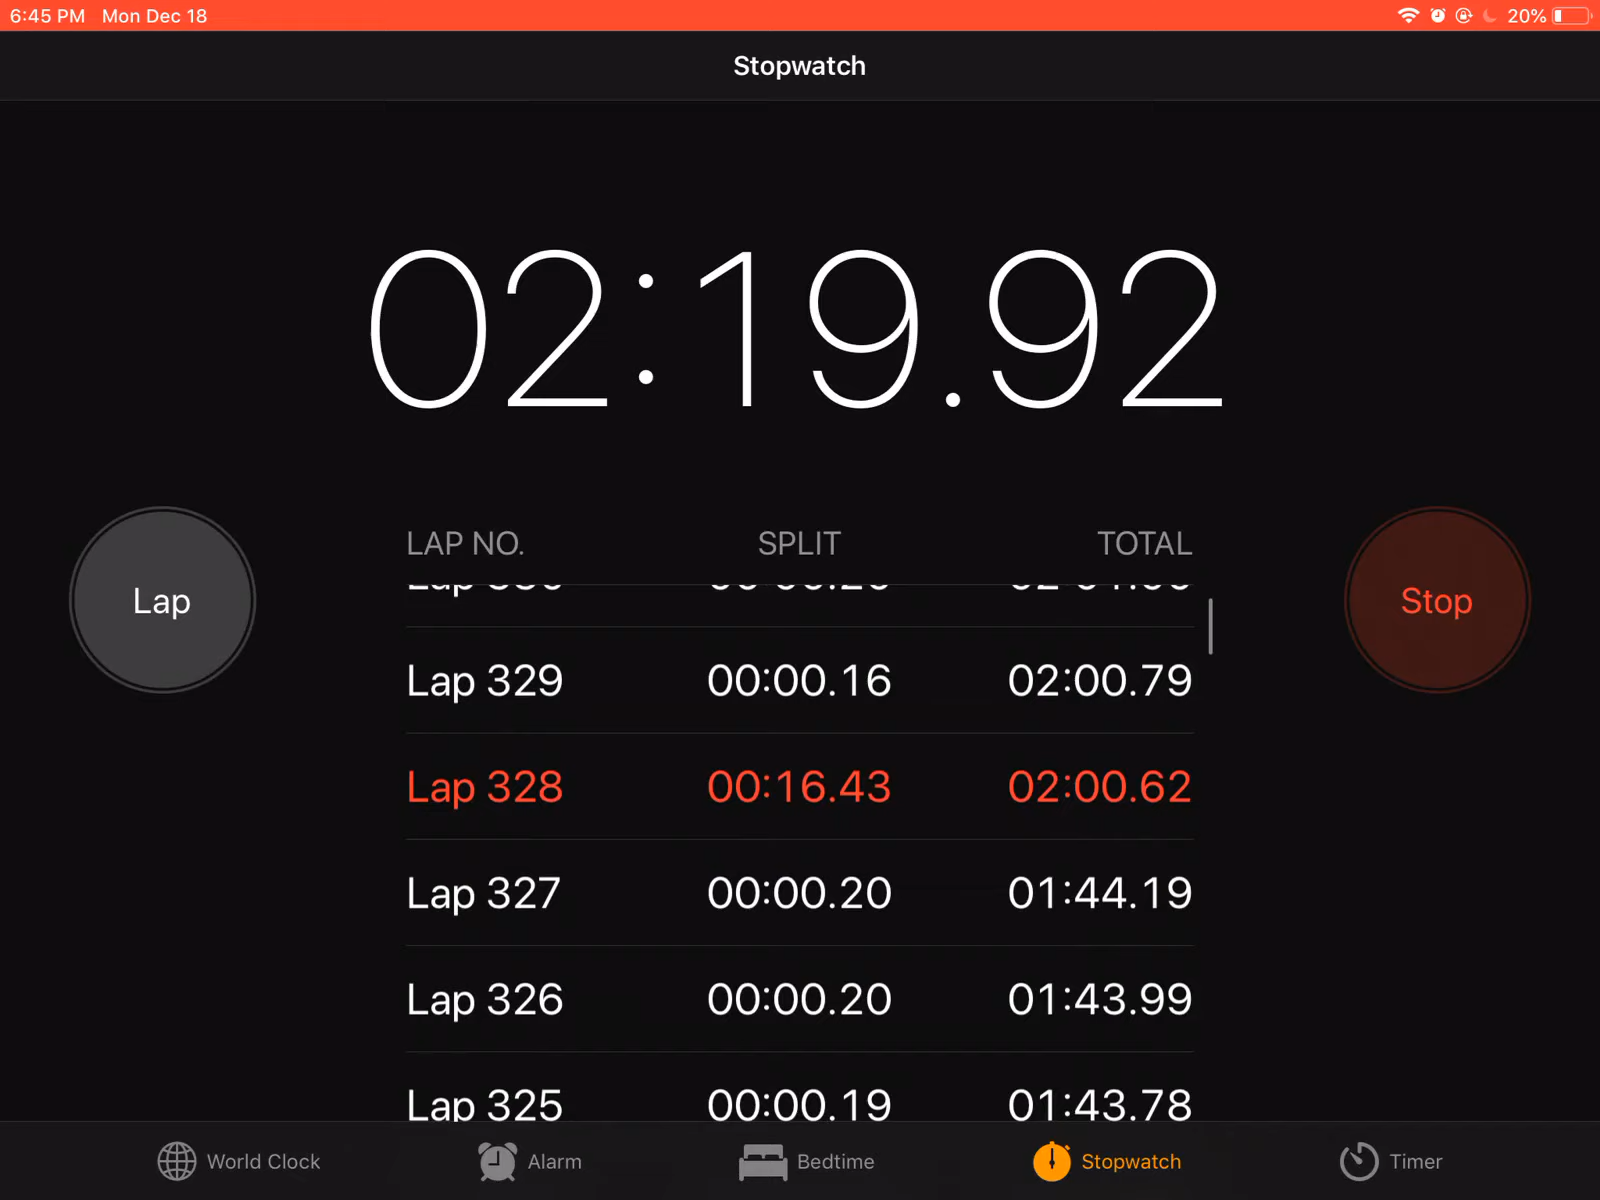 6:45 PM Mon Dec 18 20%
Stopwatch
02:19.92
LAP NO. SPLIT TOTAL
Lap 329 00:00.16 02:00.79
Lap
Stop
Lap 328 00:16.43 02:00.62
Lap 327 00:00.20 01:44.19
Lap 326 00:00.20 01:43.99
Lap 325 00:00.19 01:43.78
World Clock Alarm Bedtime Stopwatch Timer